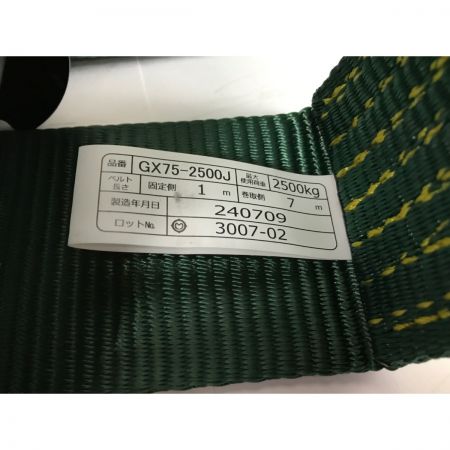 品番 GX75-2500J 最大使用荷重 2500kg
ベルト長さ 固定側 1 m 巻取側 7 m
製造年月日 240709
ロットNo. 3007-02